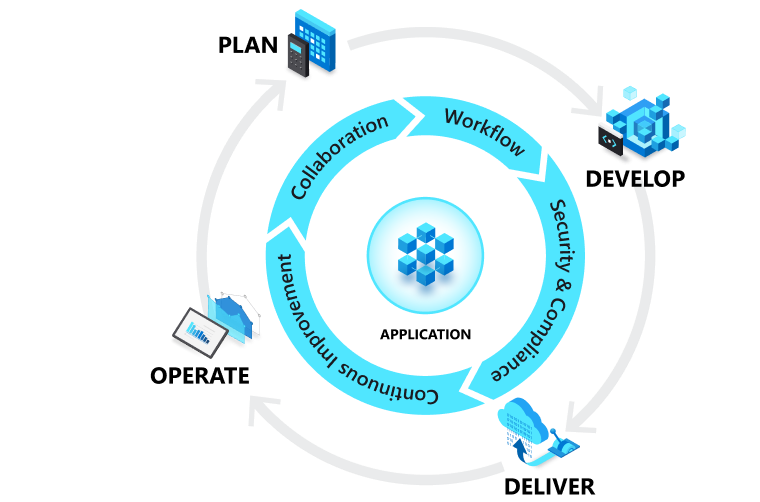 PLAN
Collaboration
Workflow
DEVELOP
Security & Compliance
APPLICATION
Continuous Improvement
OPERATE
DELIVER